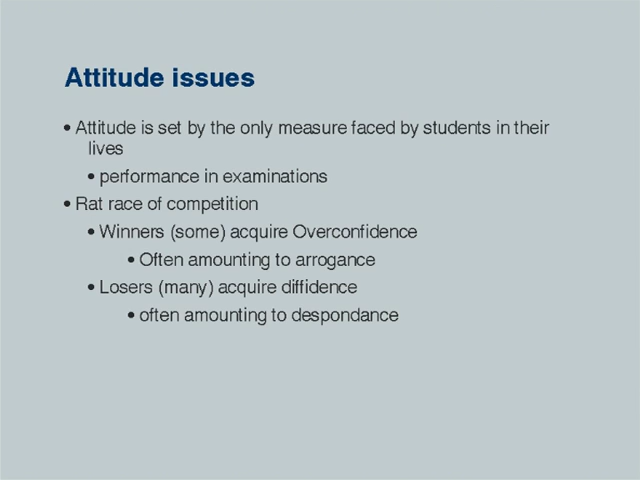 Attitude issues
• Attitude is set by the only measure faced by students in their
lives
• performance in examinations
• Rat race of competition
• Winners (some) acquire Overconfidence
• Often amounting to arrogance
• Losers (many) acquire diffidence
• often amounting to despondance